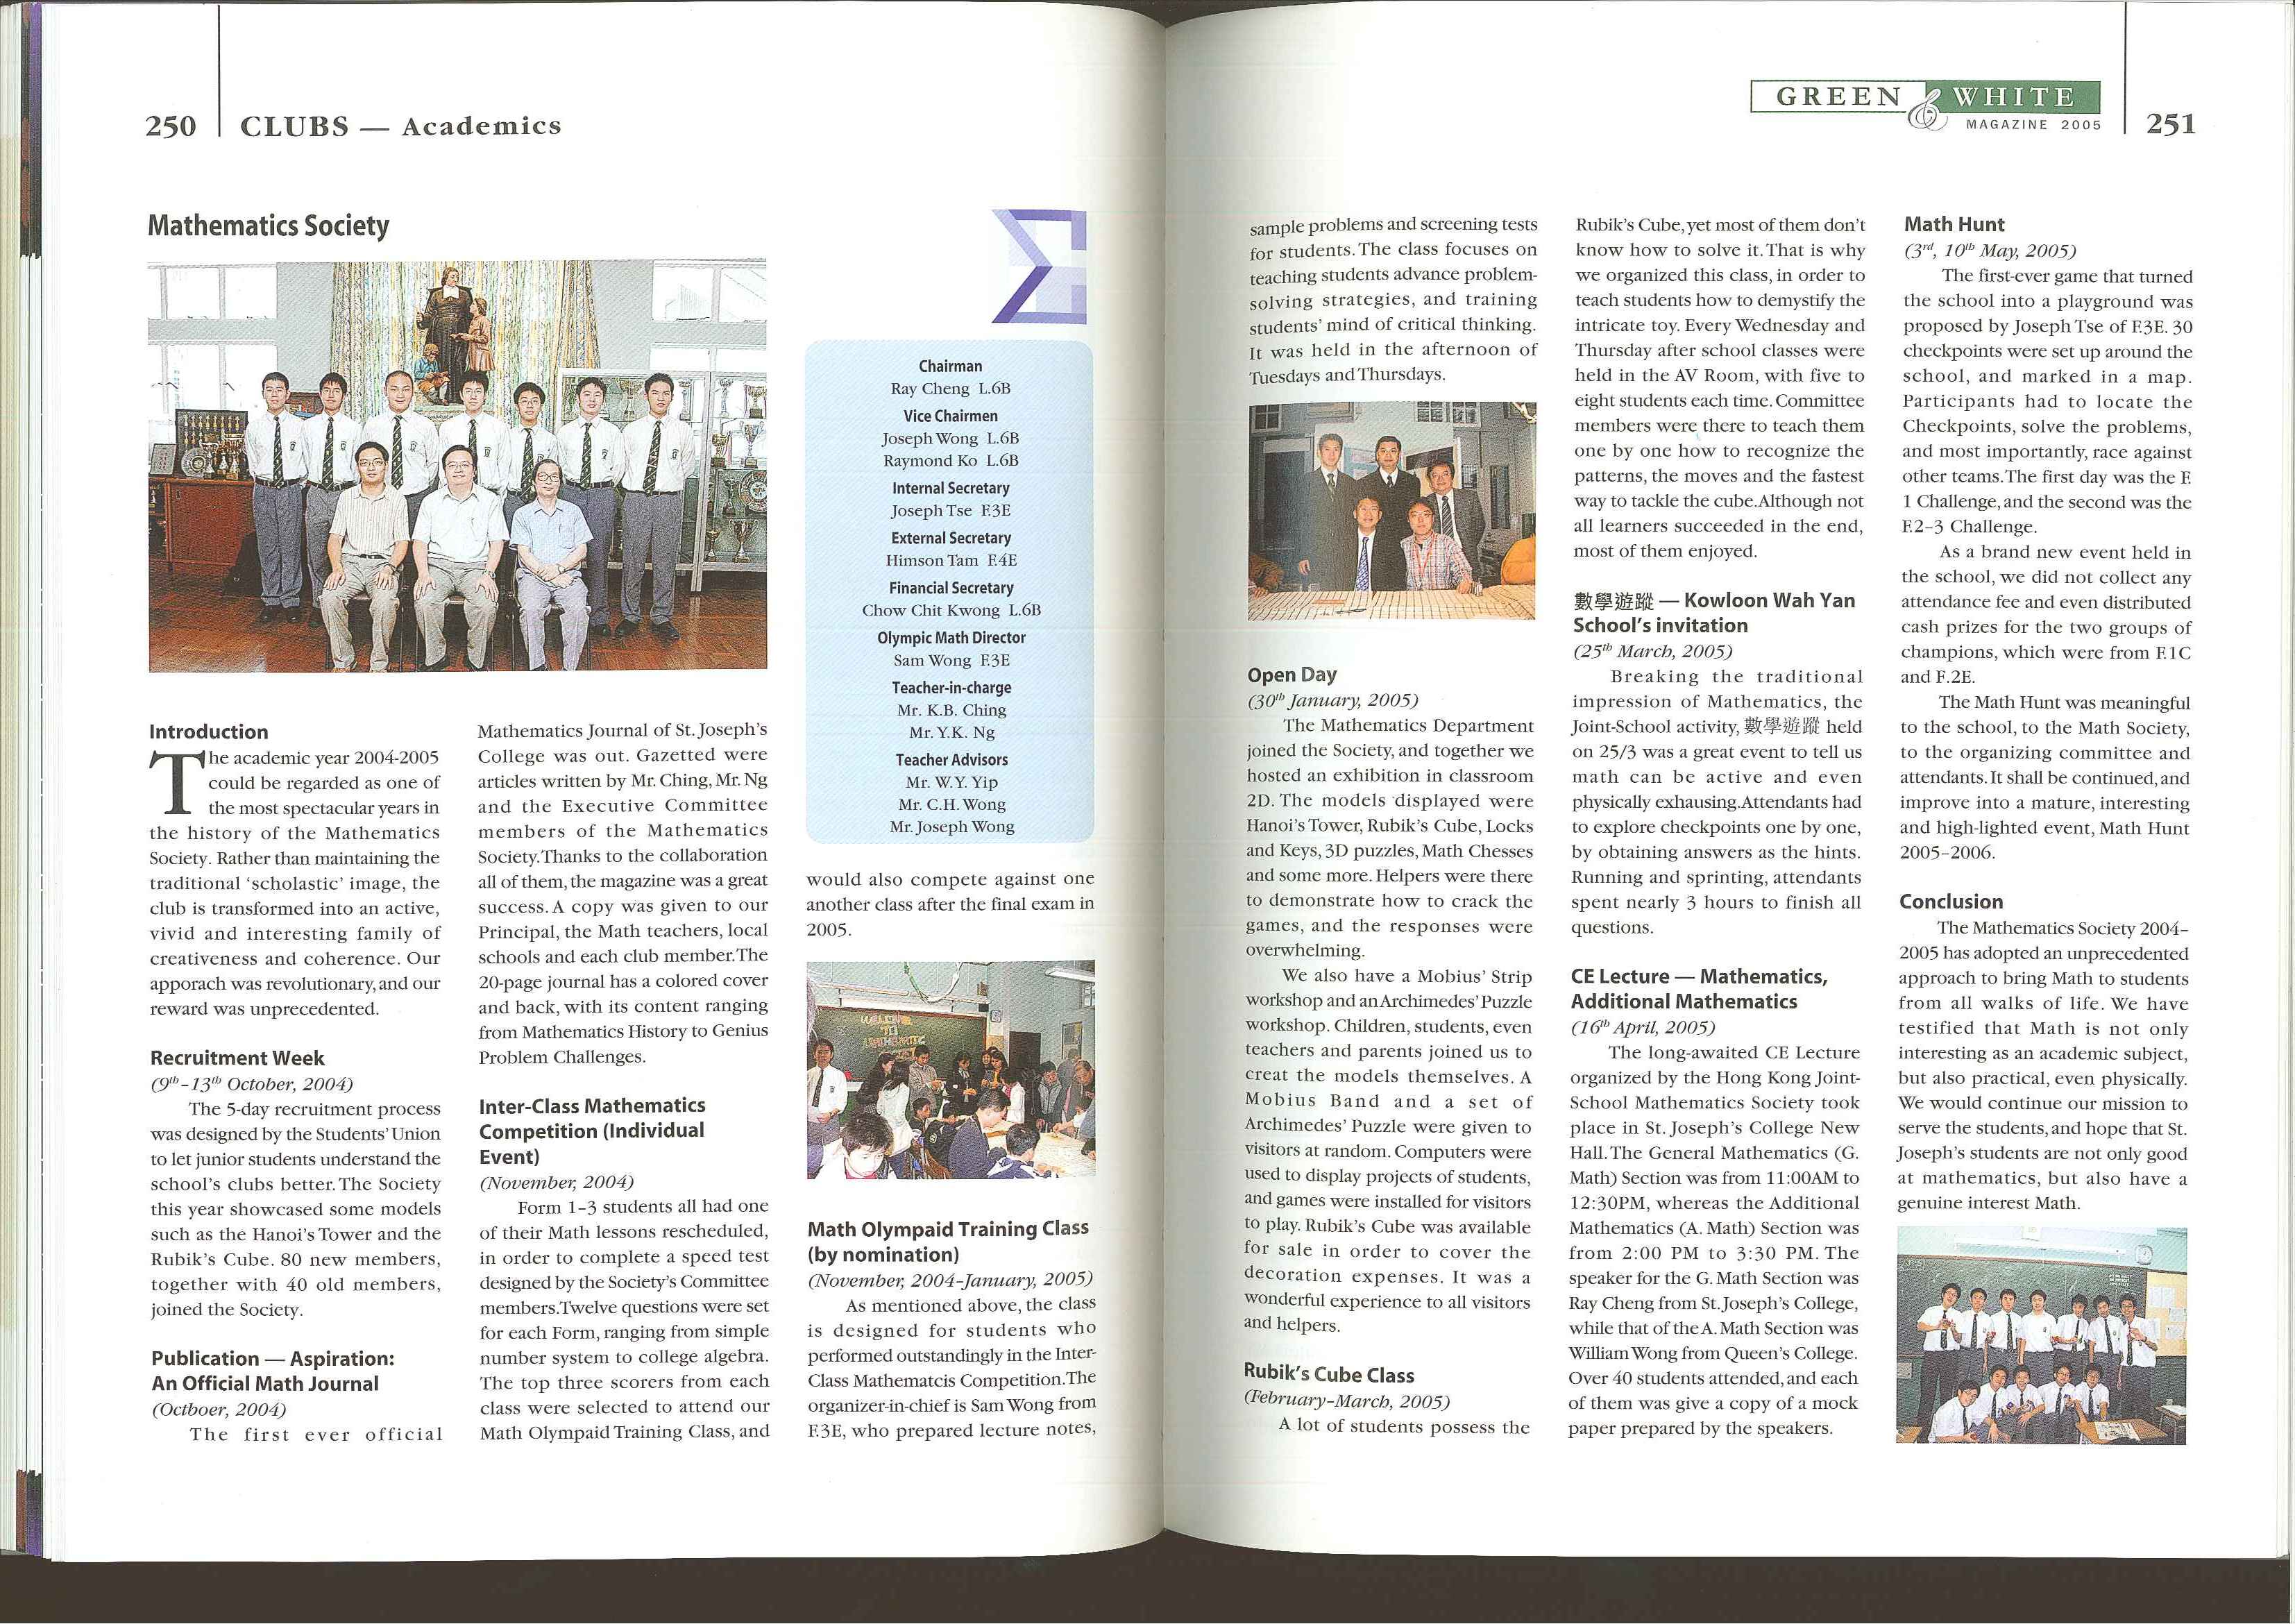 250
CLUBS — Academics
Mathematics Society
Introduction
The academic year 2004-2005
could be regarded as one of
the most spectacular years in
the history of the Mathematics
Society. Rather than maintaining the
traditional ‘scholastic’ image, the
club is transformed into an active,
vivid and interesting family of
creativeness and coherence. Our
apporach was revolutionary, and our
reward was unprecedented.
Recruitment Week
(9th–13th October, 2004)
The 5-day recruitment process
was designed by the Students’ Union
to let junior students understand the
school’s clubs better. The Society
this year showcased some models
such as the Hanoi’s Tower and the
Rubik’s Cube. 80 new members,
together with 40 old members,
joined the Society.
Publication — Aspiration:
An Official Math Journal
(Octboer, 2004)
The first ever official
Mathematics Journal of St. Joseph’s
College was out. Gazetted were
articles written by Mr. Ching, Mr. Ng
and the Executive Committee
members of the Mathematics
Society. Thanks to the collaboration
all of them, the magazine was a great
success. A copy was given to our
Principal, the Math teachers, local
schools and each club member. The
20-page journal has a colored cover
and back, with its content ranging
from Mathematics History to Genius
Problem Challenges.
Inter-Class Mathematics
Competition (Individual
Event)
(November, 2004)
Form 1–3 students all had one
of their Math lessons rescheduled,
in order to complete a speed test
designed by the Society’s Committee
members. Twelve questions were set
for each Form, ranging from simple
number system to college algebra.
The top three scorers from each
class were selected to attend our
Math Olympaid Training Class, and
Chairman
Ray Cheng L.6B
Vice Chairmen
Joseph Wong L.6B
Raymond Ko L.6B
Internal Secretary
Joseph Tse F.3E
External Secretary
Himson Tam F.4E
Financial Secretary
Chow Chit Kwong L.6B
Olympic Math Director
Sam Wong F.3E
Teacher-in-charge
Mr. K.B. Ching
Mr. Y.K. Ng
Teacher Advisors
Mr. W.Y. Yip
Mr. C.H. Wong
Mr. Joseph Wong
would also compete against one
another class after the final exam in
2005.
WELCOME
TO
MATHEMATIC
Math Olympaid Training Class
(by nomination)
(November, 2004–January, 2005)
As mentioned above, the class
is designed for students who
performed outstandingly in the Inter-
Class Mathematcis Competition. The
organizer-in-chief is Sam Wong from
F.3E, who prepared lecture notes,
GREEN & WHITE
MAGAZINE 2005
251
sample problems and screening tests
for students. The class focuses on
teaching students advance problem-
solving strategies, and training
students’ mind of critical thinking.
It was held in the afternoon of
Tuesdays and Thursdays.
Open Day
(30th January, 2005)
The Mathematics Department
joined the Society, and together we
hosted an exhibition in classroom
2D. The models displayed were
Hanoi’s Tower, Rubik’s Cube, Locks
and Keys, 3D puzzles, Math Chesses
and some more. Helpers were there
to demonstrate how to crack the
games, and the responses were
overwhelming.
We also have a Mobius’ Strip
workshop and an Archimedes’ Puzzle
workshop. Children, students, even
teachers and parents joined us to
creat the models themselves. A
Mobius Band and a set of
Archimedes’ Puzzle were given to
visitors at random. Computers were
used to display projects of students,
and games were installed for visitors
to play. Rubik’s Cube was available
for sale in order to cover the
decoration expenses. It was a
wonderful experience to all visitors
and helpers.
Rubik’s Cube Class
(February–March, 2005)
A lot of students possess the
Rubik’s Cube, yet most of them don’t
know how to solve it. That is why
we organized this class, in order to
teach students how to demystify the
intricate toy. Every Wednesday and
Thursday after school classes were
held in the AV Room, with five to
eight students each time. Committee
members were there to teach them
one by one how to recognize the
patterns, the moves and the fastest
way to tackle the cube. Although not
all learners succeeded in the end,
most of them enjoyed.
數學遊蹤 — Kowloon Wah Yan
School’s invitation
(25th March, 2005)
Breaking the traditional
impression of Mathematics, the
Joint-School activity, 數學遊蹤 held
on 25/3 was a great event to tell us
math can be active and even
physically exhausing. Attendants had
to explore checkpoints one by one,
by obtaining answers as the hints.
Running and sprinting, attendants
spent nearly 3 hours to finish all
questions.
CE Lecture — Mathematics,
Additional Mathematics
(16th April, 2005)
The long-awaited CE Lecture
organized by the Hong Kong Joint-
School Mathematics Society took
place in St. Joseph’s College New
Hall. The General Mathematics (G.
Math) Section was from 11:00AM to
12:30PM, whereas the Additional
Mathematics (A. Math) Section was
from 2:00 PM to 3:30 PM. The
speaker for the G. Math Section was
Ray Cheng from St. Joseph’s College,
while that of the A. Math Section was
William Wong from Queen’s College.
Over 40 students attended, and each
of them was give a copy of a mock
paper prepared by the speakers.
Math Hunt
(3rd, 10th May, 2005)
The first-ever game that turned
the school into a playground was
proposed by Joseph Tse of F.3E. 30
checkpoints were set up around the
school, and marked in a map.
Participants had to locate the
Checkpoints, solve the problems,
and most importantly, race against
other teams. The first day was the F.
1 Challenge, and the second was the
F.2–3 Challenge.
As a brand new event held in
the school, we did not collect any
attendance fee and even distributed
cash prizes for the two groups of
champions, which were from F.1C
and F.2E.
The Math Hunt was meaningful
to the school, to the Math Society,
to the organizing committee and
attendants. It shall be continued, and
improve into a mature, interesting
and high-lighted event, Math Hunt
2005–2006.
Conclusion
The Mathematics Society 2004–
2005 has adopted an unprecedented
approach to bring Math to students
from all walks of life. We have
testified that Math is not only
interesting as an academic subject,
but also practical, even physically.
We would continue our mission to
serve the students, and hope that St.
Joseph’s students are not only good
at mathematics, but also have a
genuine interest Math.